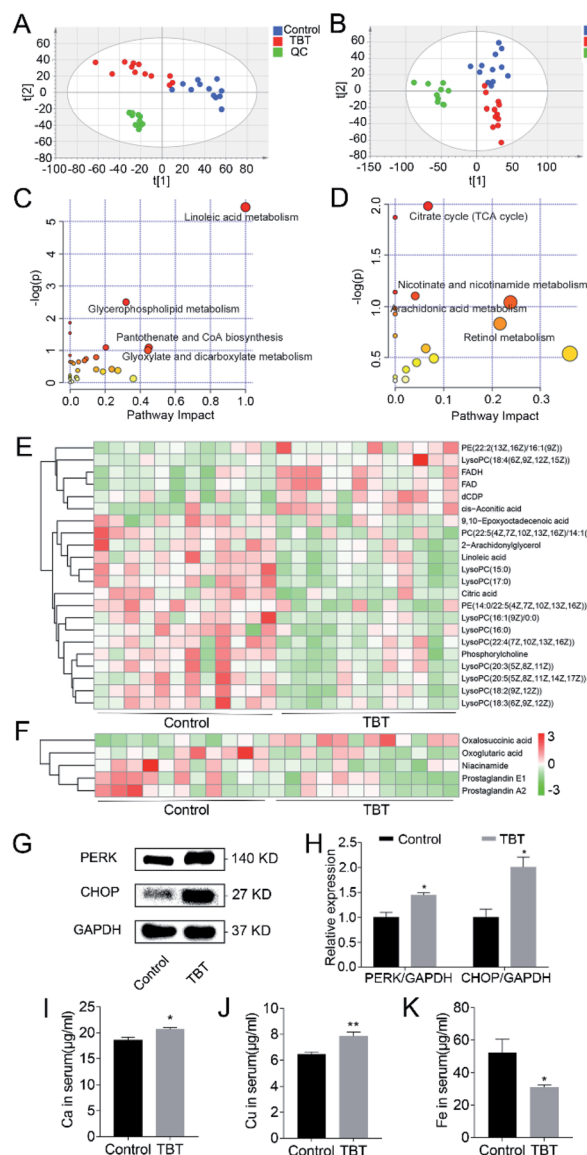 A
Control
TBT
QC
t[2]
60
40
20
0
-20
-40
-60
-80
-80 -60 -40 -20 0 20 40 60 80
t[1]
B
t[2]
80
60
40
20
0
-20
-40
-60
-80
-150 -100 -50 0 50 100
t[1]
C
-log(p)
5
4
3
2
1
0
Linoleic acid metabolism
Glycerophospholipid metabolism
Pantothenate and CoA biosynthesis
Glyoxylate and dicarboxylate metabolism
0.0 0.2 0.4 0.6 0.8 1.0
Pathway Impact
D
-log(p)
2.0
1.5
1.0
0.5
Citrate cycle (TCA cycle)
Nicotinate and nicotinamide metabolism
Arachidonic acid metabolism
Retinol metabolism
0.0 0.1 0.2 0.3
Pathway Impact
E
PE(22:2(13Z,16Z)/16:1(9Z))
LysoPC(18:4(6Z,9Z,12Z,15Z)
FADH
FAD
dCDP
cis-Aconitic acid
9,10-Epoxyoctadecenoic acid
PC(22:5(4Z,7Z,10Z,13Z,16Z)/14:1(
2-Arachidonylglycerol
Linoleic acid
LysoPC(15:0)
LysoPC(17:0)
Citric acid
PE(14:0/22:5(4Z,7Z,10Z,13Z,16Z))
LysoPC(16:1(9Z)/0:0)
LysoPC(16:0)
LysoPC(22:4(7Z,10Z,13Z,16Z)
Phosphorylcholine
LysoPC(20:3(5Z,8Z,11Z))
LysoPC(20:5(5Z,8Z,11Z,14Z,17Z))
LysoPC(18:2(9Z,12Z))
LysoPC(18:3(6Z,9Z,12Z))
Control TBT
F
Oxalosuccinic acid
Oxoglutaric acid
Niacinamide
Prostaglandin E1
Prostaglandin A2
3
0
-3
Control TBT
G
PERK 140 KD
CHOP 27 KD
GAPDH 37 KD
Control TBT
H
Control TBT
Relative expression
2.5
2.0
1.5
1.0
0.5
0.0
*
*
PERK/GAPDH CHOP/GAPDH
I
Ca in serum(μg/ml)
25
20
15
10
5
0
*
Control TBT
J
Cu in serum(μg/ml)
10
8
6
4
2
0
**
Control TBT
K
Fe in serum(μg/ml)
80
60
40
20
0
*
Control TBT